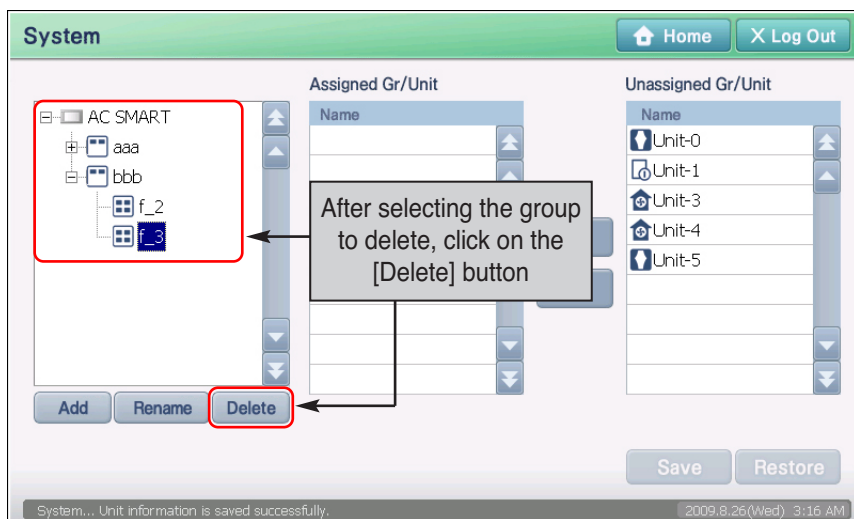 System
Home
X Log Out
Assigned Gr/Unit
Unassigned Gr/Unit
AC SMART
aaa
bbb
f_2
f_3
Name
Name
Unit-0
Unit-1
Unit-3
Unit-4
Unit-5
After selecting the group
to delete, click on the
[Delete] button
Add
Rename
Delete
Save
Restore
System... Unit information is saved successfully.
2009.8.26(Wed) 3:16 AM